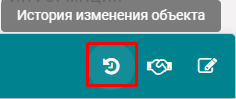 История изменения объекта